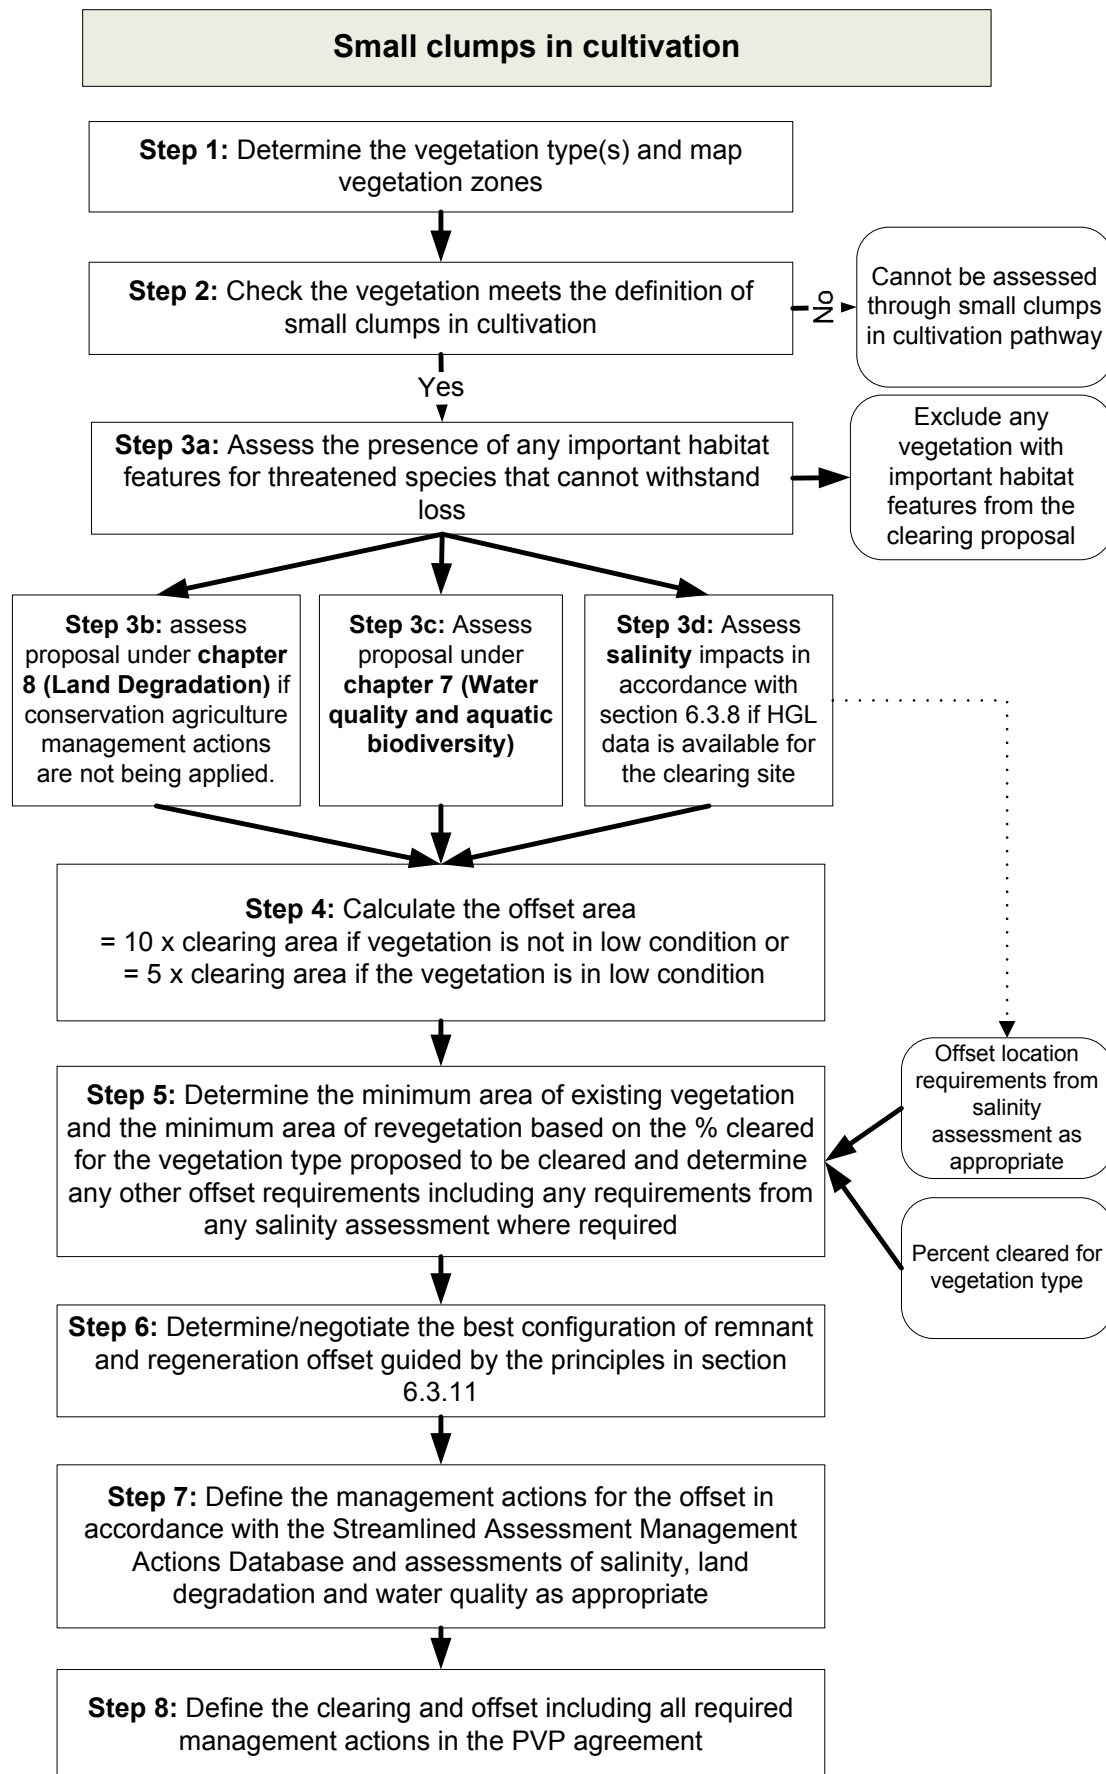 Small clumps in cultivation
Step 1: Determine the vegetation type(s) and map
vegetation zones
Step 2: Check the vegetation meets the definition of
small clumps in cultivation
No
Cannot be assessed
through small clumps
in cultivation pathway
Yes
Step 3a: Assess the presence of any important habitat
features for threatened species that cannot withstand
loss
Exclude any
vegetation with
important habitat
features from the
clearing proposal
Step 3b: assess
proposal under chapter
8 (Land Degradation) if
conservation agriculture
management actions
are not being applied.
Step 3c: Assess
proposal under
chapter 7 (Water
quality and aquatic
biodiversity)
Step 3d: Assess
salinity impacts in
accordance with
section 6.3.8 if HGL
data is available for
the clearing site
Step 4: Calculate the offset area
= 10 x clearing area if vegetation is not in low condition or
= 5 x clearing area if the vegetation is in low condition
Step 5: Determine the minimum area of existing vegetation
and the minimum area of revegetation based on the % cleared
for the vegetation type proposed to be cleared and determine
any other offset requirements including any requirements from
any salinity assessment where required
Offset location
requirements from
salinity
assessment as
appropriate
Percent cleared for
vegetation type
Step 6: Determine/negotiate the best configuration of remnant
and regeneration offset guided by the principles in section
6.3.11
Step 7: Define the management actions for the offset in
accordance with the Streamlined Assessment Management
Actions Database and assessments of salinity, land
degradation and water quality as appropriate
Step 8: Define the clearing and offset including all required
management actions in the PVP agreement